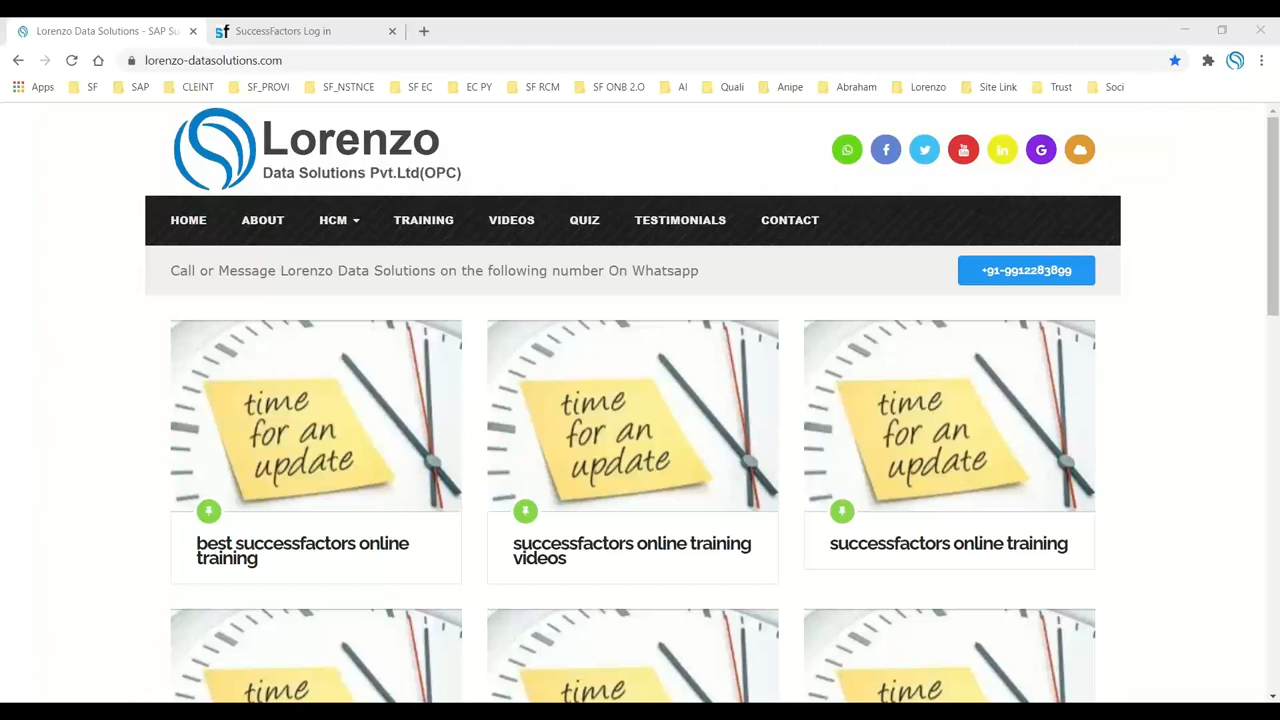 Lorenzo Data Solutions - SAP Su
SuccessFactors Log in
lorenzo-datasolutions.com
Apps SF SAP CLEINT SF_PROVI SF_NSTNCE SF EC EC PY SF RCM SF ONB 2.O AI Quali Anipe Abraham Lorenzo Site Link Trust Soci
Lorenzo
Data Solutions Pvt.Ltd(OPC)
HOME ABOUT HCM TRAINING VIDEOS QUIZ TESTIMONIALS CONTACT
Call or Message Lorenzo Data Solutions on the following number On Whatsapp
+91-9912283899
time
for an
update
time
for an
update
time
for an
update
best successfactors online
training
successfactors online training
videos
successfactors online training
time
time
time